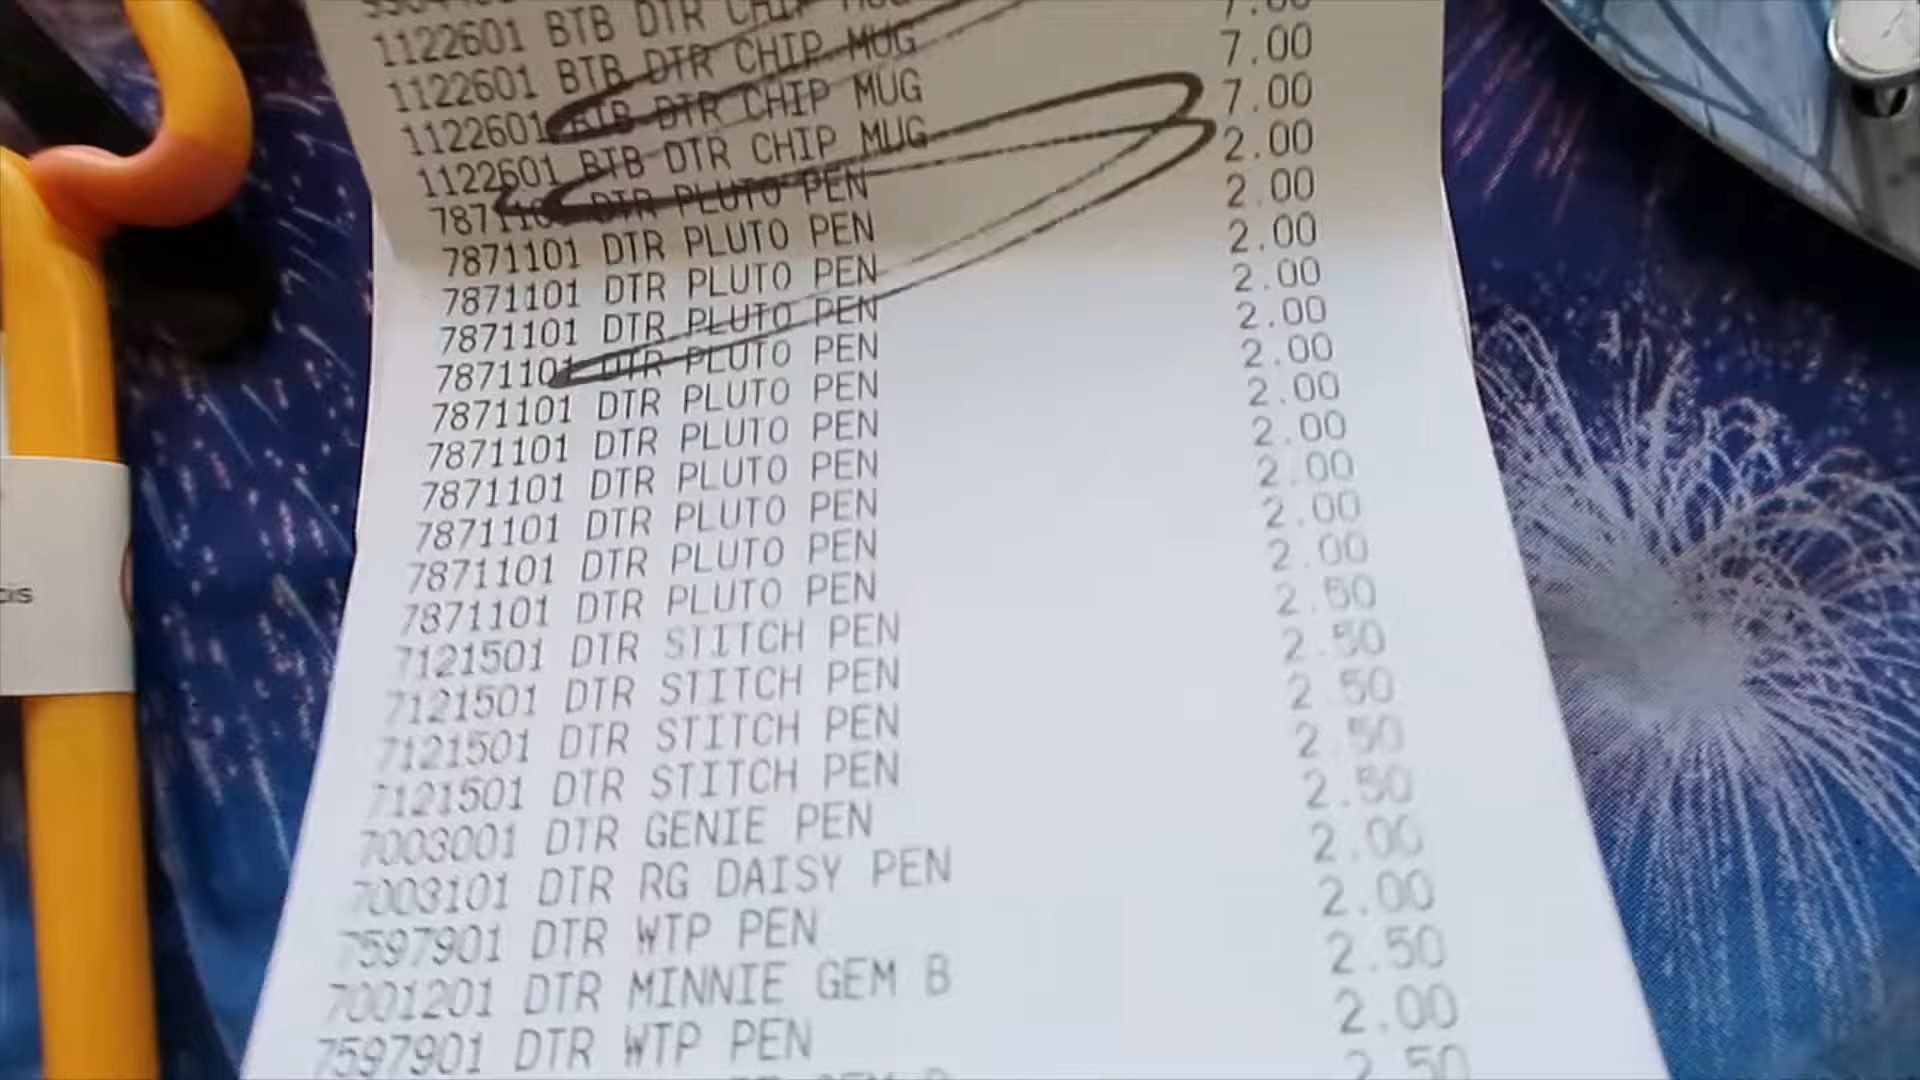 1122601 BTB DTR CHIP MUG
1122601 BTB DTR CHIP MUG 7.00
1122601 BTB DTR CHIP MUG 7.00
1122601 BTB DTR CHIP MUG 7.00
7871101 DTR PLUTO PEN 2.00
7871101 DTR PLUTO PEN 2.00
7871101 DTR PLUTO PEN 2.00
7871101 DTR PLUTO PEN 2.00
7871101 DTR PLUTO PEN 2.00
7871101 DTR PLUTO PEN 2.00
7871101 DTR PLUTO PEN 2.00
7871101 DTR PLUTO PEN 2.00
7871101 DTR PLUTO PEN 2.00
7871101 DTR PLUTO PEN 2.00
7871101 DTR PLUTO PEN 2.00
7121501 DTR STITCH PEN 2.50
7121501 DTR STITCH PEN 2.50
7121501 DTR STITCH PEN 2.50
7121501 DTR STITCH PEN 2.50
7003001 DTR GENIE PEN 2.50
7003101 DTR RG DAISY PEN 2.00
7597901 DTR WTP PEN 2.00
7001201 DTR MINNIE GEM B 2.50
7597901 DTR WTP PEN 2.00
2.50